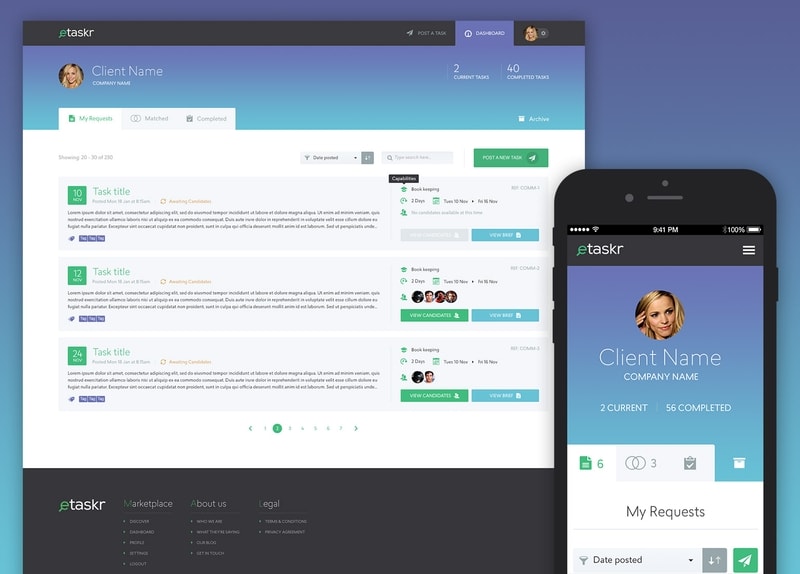 etaskr
POST A TASK
DASHBOARD
Client Name
COMPANY NAME
2
CURRENT TASKS
40
COMPLETED TASKS
My Requests
Matched
Completed
Archive
Showing: 20 - 30 of 250
Date posted
Type search here...
POST A NEW TASK
Capabilities
10
NOV
Task title
Posted Mon 16 Jan at 8:15am
Awaiting Candidates
Lorem ipsum dolor sit amet, consectetur adipiscing elit, sed do eiusmod tempor incididunt ut labore et dolore magna aliqua. Ut enim ad minim veniam, quis
nostrud exercitation ullamco laboris nisi ut aliquip ex ea commodo consequat. Duis aute irure dolor in reprehenderit in voluptate velit esse cillum dolore eu
fugiat nulla pariatur. Excepteur sint occaecat cupidatat non proident, sunt in culpa qui officia deserunt mollit anim id est laborum. Sed ut perspiciatis unde...
Tag Tag Tag
Book keeping
REF: COMM-1
2 Days
Tues 10 Nov
Fri 16 Nov
No candidates available at this time
VIEW CANDIDATES
VIEW BRIEF
12
NOV
Task title
Posted Mon 16 Jan at 8:15am
Awaiting Candidates
Lorem ipsum dolor sit amet, consectetur adipiscing elit, sed do eiusmod tempor incididunt ut labore et dolore magna aliqua. Ut enim ad minim veniam, quis
nostrud exercitation ullamco laboris nisi ut aliquip ex ea commodo consequat. Duis aute irure dolor in reprehenderit in voluptate velit esse cillum dolore eu
fugiat nulla pariatur. Excepteur sint occaecat cupidatat non proident, sunt in culpa qui officia deserunt mollit anim id est laborum. Sed ut perspiciatis unde...
Tag Tag Tag
Book keeping
REF: COMM-2
2 Days
Tues 10 Nov
Fri 16 Nov
VIEW CANDIDATES
VIEW BRIEF
24
NOV
Task title
Posted Mon 16 Jan at 8:15am
Awaiting Candidates
Lorem ipsum dolor sit amet, consectetur adipiscing elit, sed do eiusmod tempor incididunt ut labore et dolore magna aliqua. Ut enim ad minim veniam, quis
nostrud exercitation ullamco laboris nisi ut aliquip ex ea commodo consequat. Duis aute irure dolor in reprehenderit in voluptate velit esse cillum dolore eu
fugiat nulla pariatur. Excepteur sint occaecat cupidatat non proident, sunt in culpa qui officia deserunt mollit anim id est laborum. Sed ut perspiciatis unde...
Tag Tag Tag
Book keeping
2 Days
Tues 10 Nov
Fri 16 Nov
VIEW CANDIDATES
VIEW BRIEF
1 2 3 4 5 6 7
etaskr
Marketplace
DISCOVER
DASHBOARD
PROFILE
SETTINGS
LOGOUT
About us
WHO WE ARE
WHAT THEY'RE SAYING
OUR BLOG
GET IN TOUCH
Legal
TERMS & CONDITIONS
PRIVACY AGREEMENT
9:41 PM
100%
etaskr
Client Name
COMPANY NAME
2 CURRENT
56 COMPLETED
6
3
My Requests
Date posted